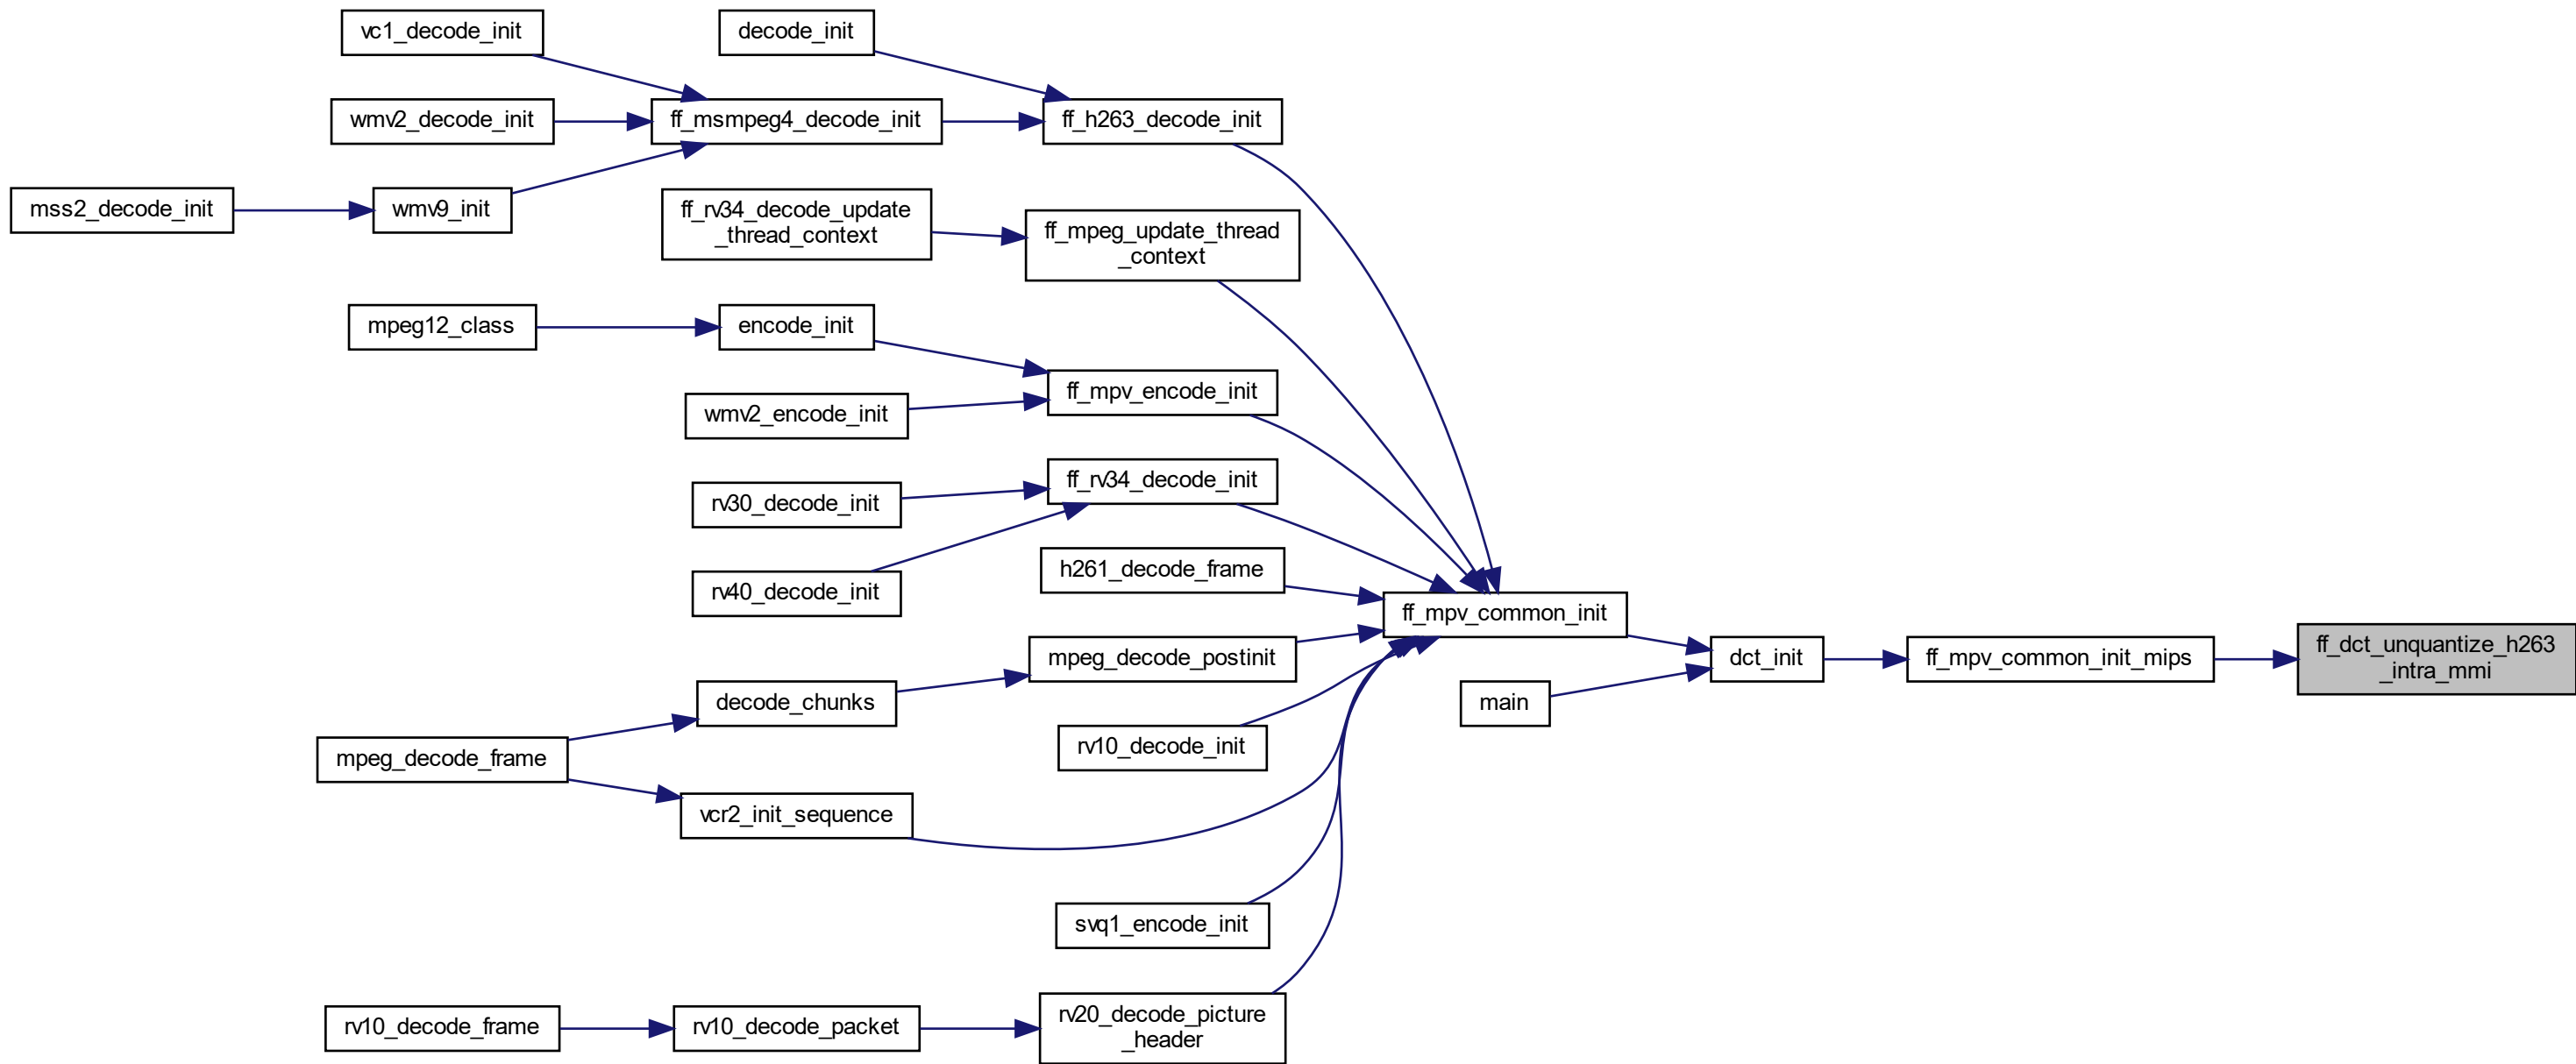 vc1_decode_init
decode_init
wmv2_decode_init
ff_msmpeg4_decode_init
ff_h263_decode_init
mss2_decode_init
wmv9_init
ff_rv34_decode_update
_thread_context
ff_mpeg_update_thread
_context
mpeg12_class
encode_init
ff_mpv_encode_init
wmv2_encode_init
ff_rv34_decode_init
rv30_decode_init
rv40_decode_init
h261_decode_frame
ff_mpv_common_init
mpeg_decode_postinit
dct_init
ff_mpv_common_init_mips
ff_dct_unquantize_h263
_intra_mmi
decode_chunks
main
mpeg_decode_frame
rv10_decode_init
vcr2_init_sequence
svq1_encode_init
rv10_decode_frame
rv10_decode_packet
rv20_decode_picture
_header